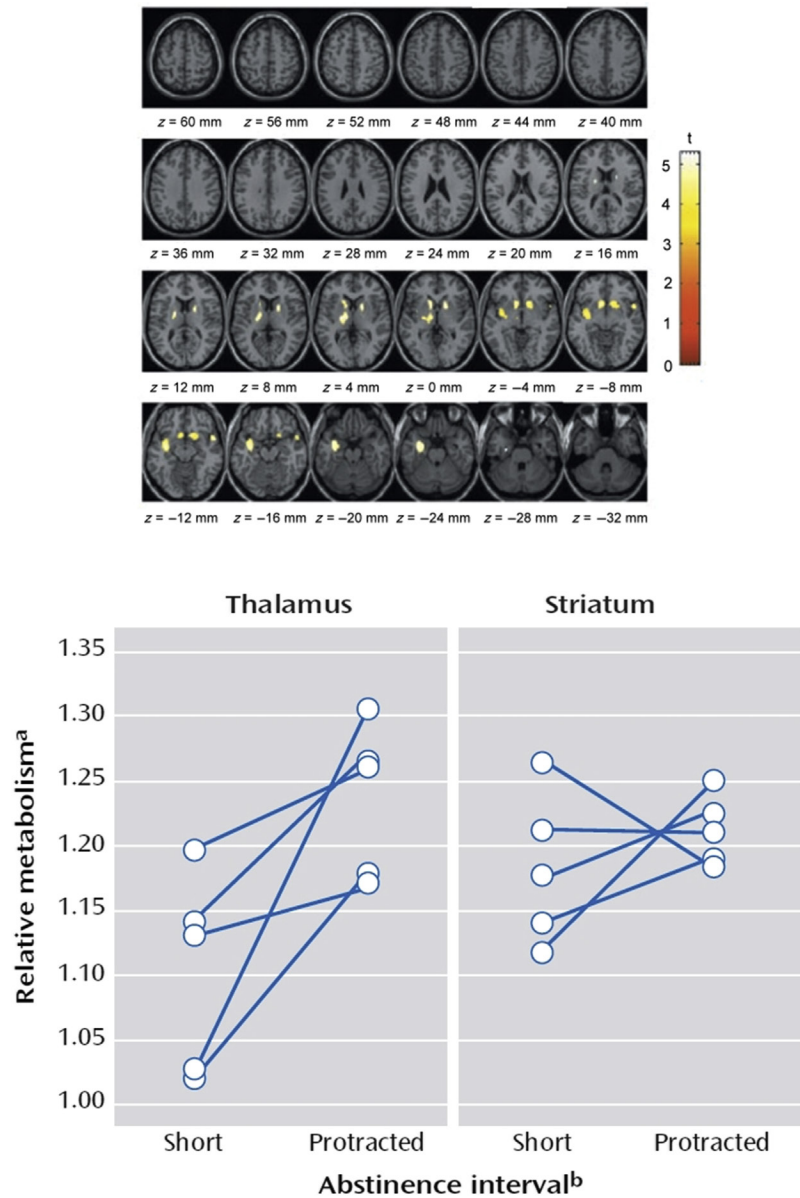 z = 60 mm z = 56 mm z = 52 mm z = 48 mm z = 44 mm z = 40 mm
t
5
4
3
2
1
0
z = 36 mm z = 32 mm z = 28 mm z = 24 mm z = 20 mm z = 16 mm
z = 12 mm z = 8 mm z = 4 mm z = 0 mm z = –4 mm z = –8 mm
z = –12 mm z = –16 mm z = –20 mm z = –24 mm z = –28 mm z = –32 mm
Thalamus Striatum
Relative metabolismᵃ
1.35
1.30
1.25
1.20
1.15
1.10
1.05
1.00
Short Protracted Short Protracted
Abstinence intervalᵇ